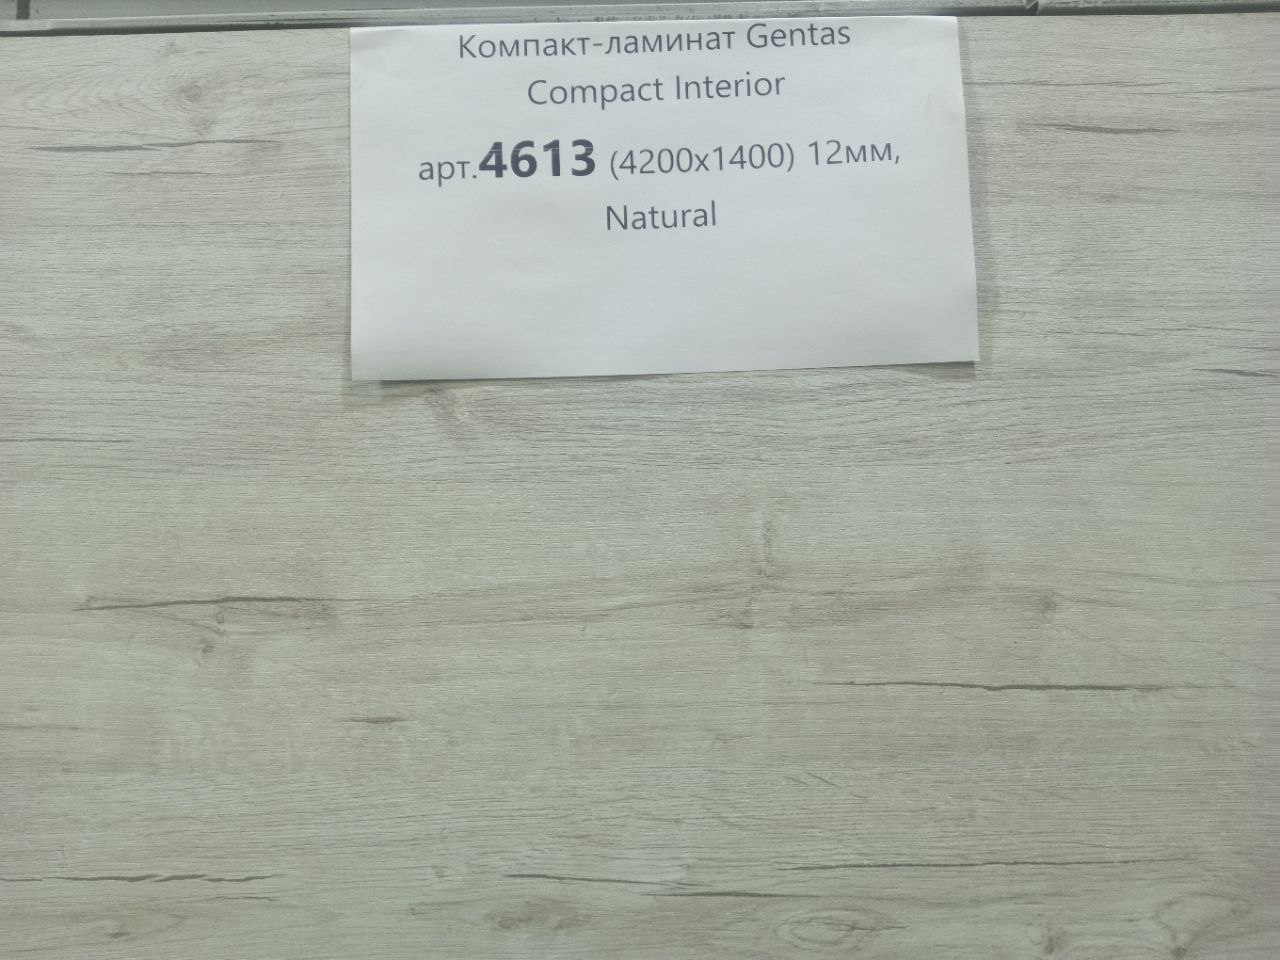 Компакт-ламинат Gentas
Compact Interior
арт.4613 (4200x1400) 12мм,
Natural